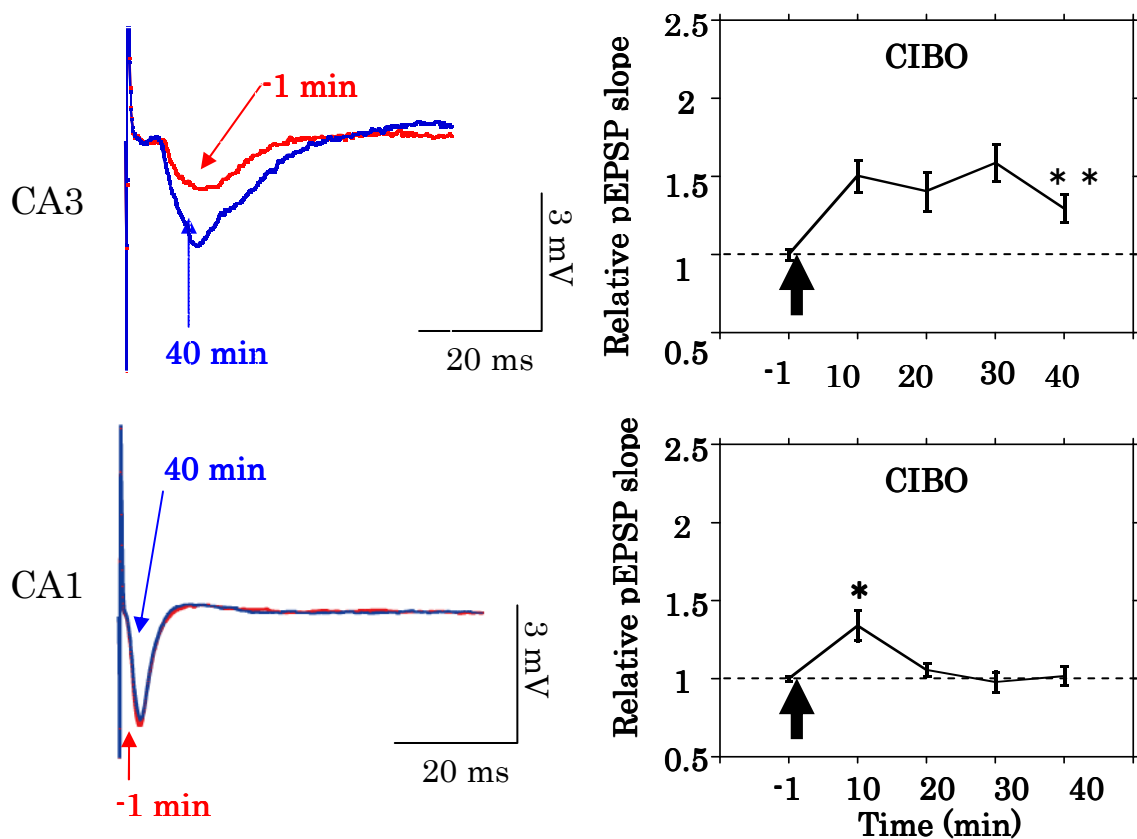 CA3
-1 min
40 min
3 mV
20 ms
Relative pEPSP slope
2.5
2
1.5
1
0.5
CIBO
* *
-1 10 20 30 40
CA1
40 min
-1 min
3 mV
20 ms
Relative pEPSP slope
2.5
2
1.5
1
0.5
CIBO
*
-1 10 20 30 40
Time (min)